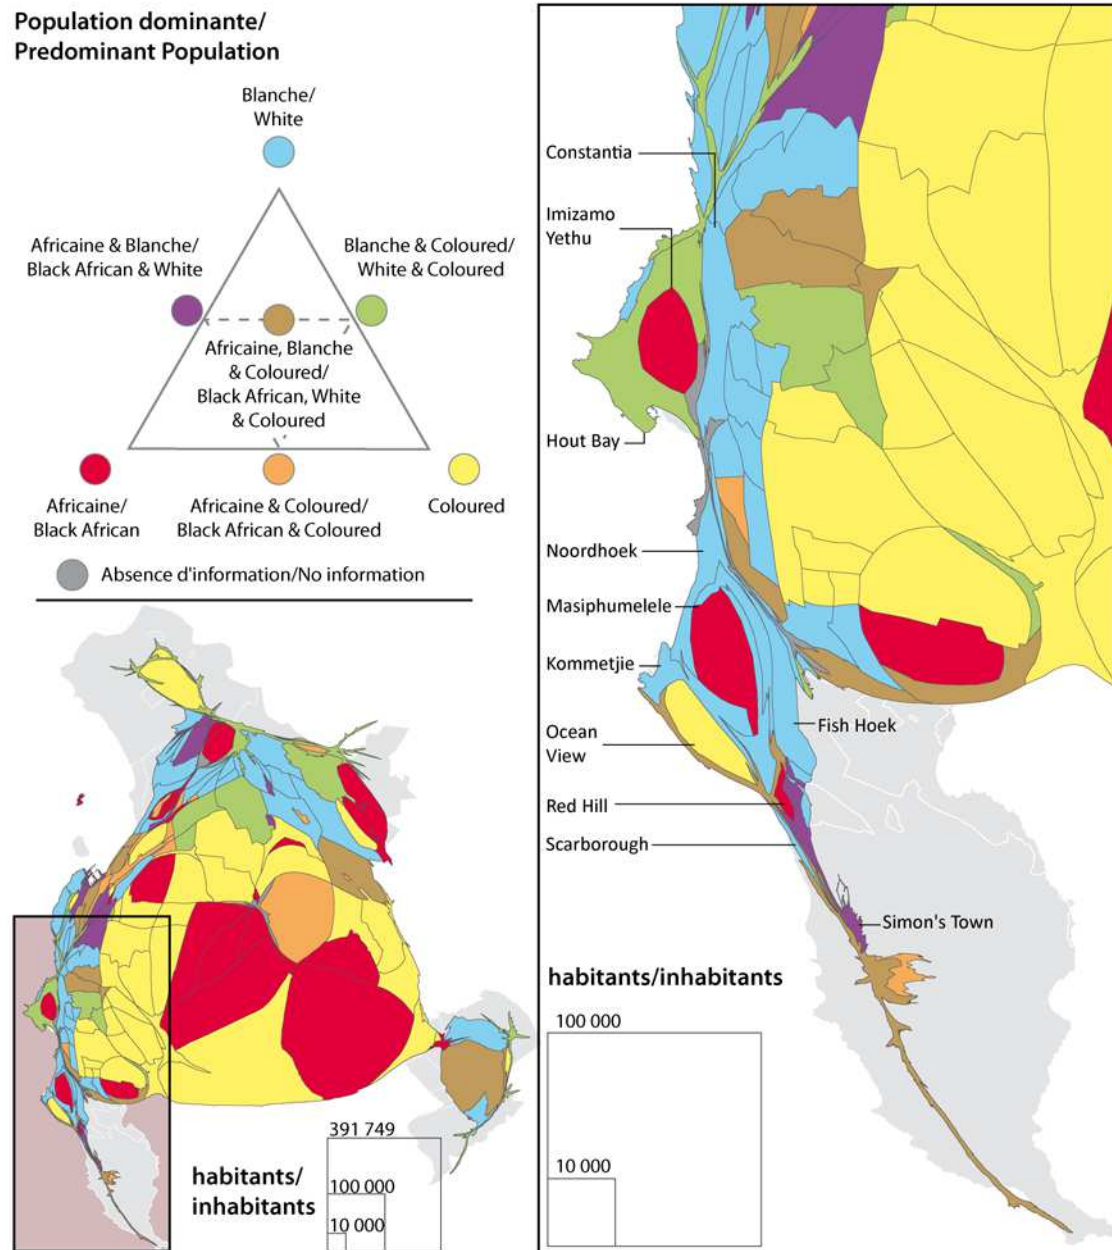 Population dominante/
Predominant Population
Blanche/
White
Africaine & Blanche/
Black African & White
Blanche & Coloured/
White & Coloured
Africaine, Blanche
& Coloured/
Black African, White
& Coloured
Africaine/
Black African
Africaine & Coloured/
Black African & Coloured
Coloured
Absence d'information/No information
habitants/
inhabitants
391 749
100 000
10 000
Constantia
Imizamo
Yethu
Hout Bay
Noordhoek
Masiphumelele
Kommetjie
Fish Hoek
Ocean
View
Red Hill
Scarborough
Simon's Town
habitants/inhabitants
100 000
10 000